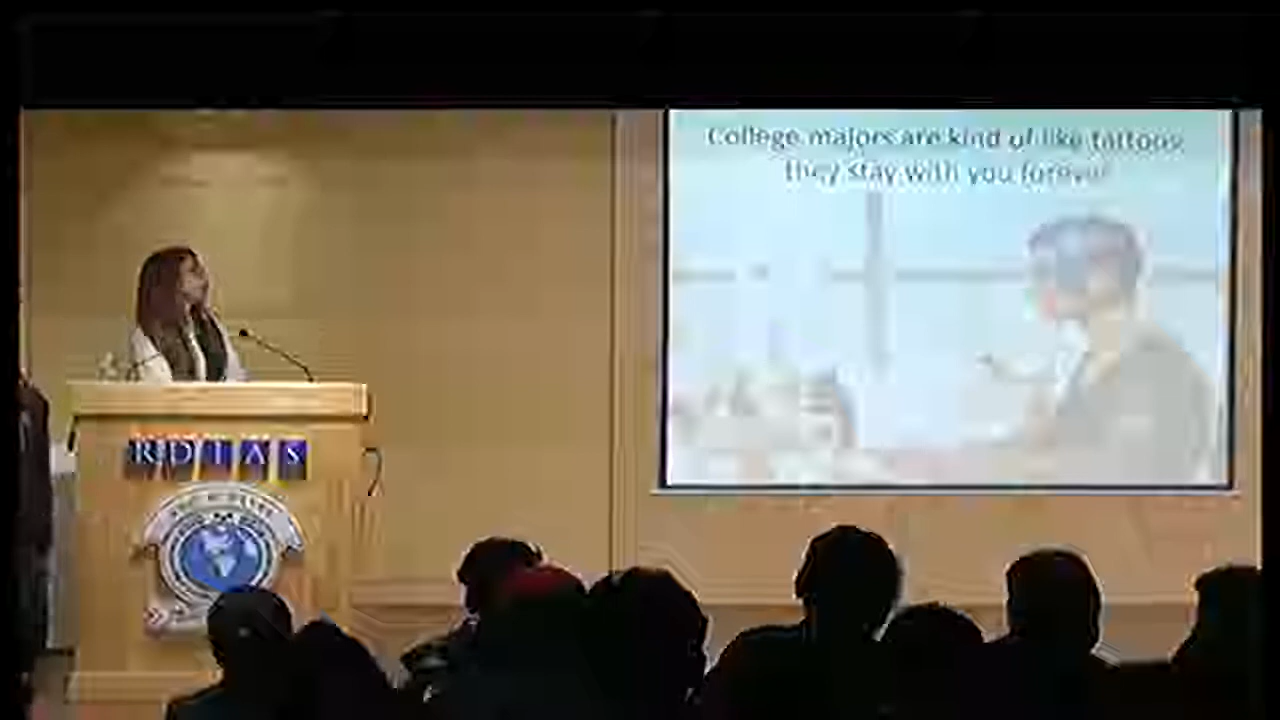 College majors are kind of like tattoos:
they stay with you forever
RDIAS